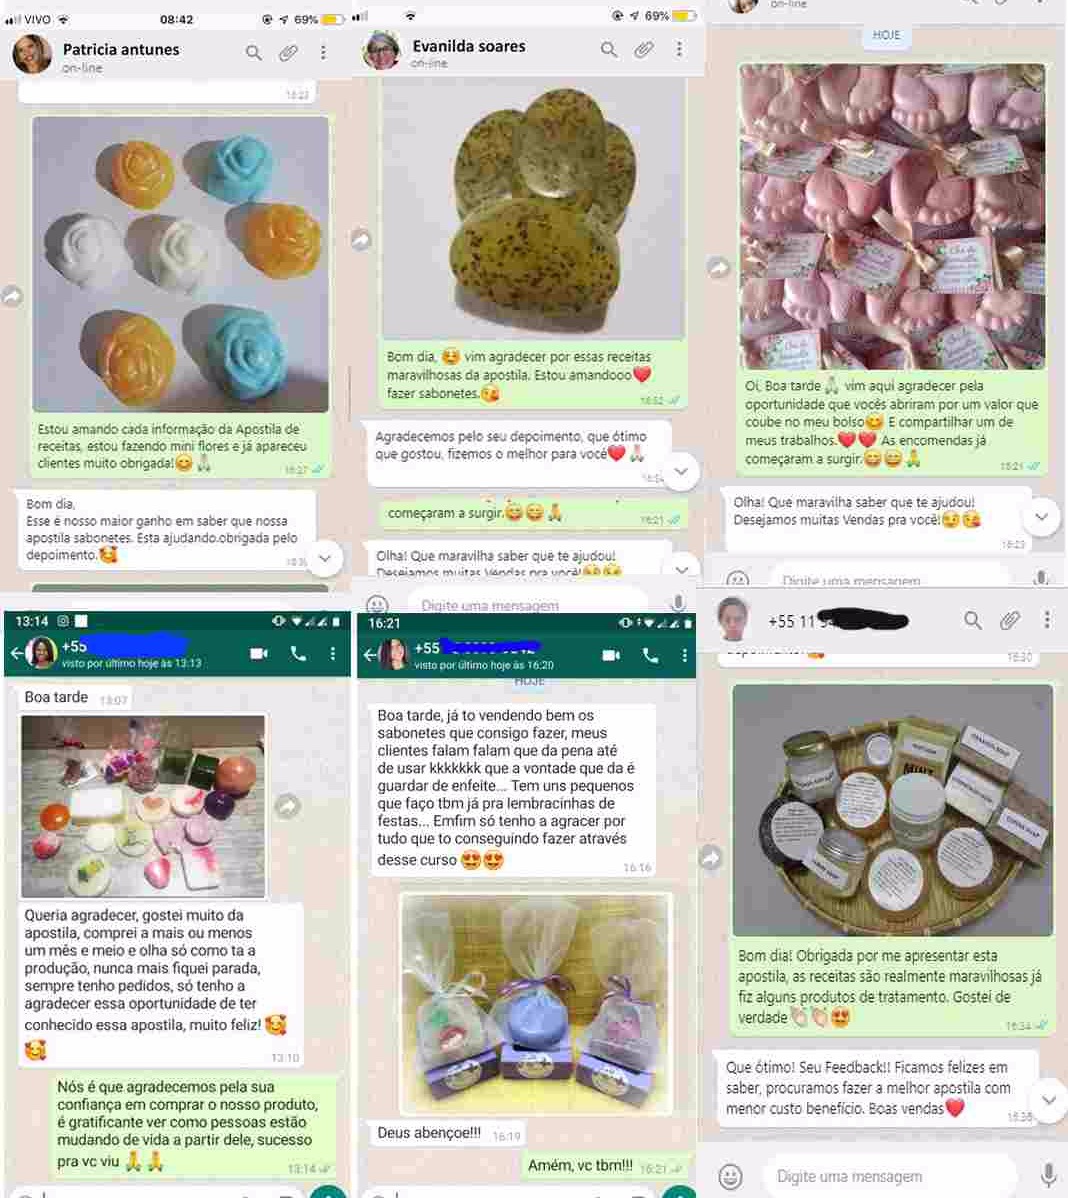 VIVO 08:42 69%
Patricia antunes
on-line
16:23
Estou amando cada informação da Apostila de
receitas, estou fazendo mini flores e já apareceu
clientes muito obrigada!😊🙏
16:27
Bom dia,
Esse é nosso maior ganho em saber que nossa
apostila sabonetes. Esta ajudando.obrigada pelo
depoimento.🥰
69%
Evanilda soares
on-line
Bom dia, ☺️ vim agradecer por essas receitas
maravilhosas da apostila. Estou amandooo❤️
fazer sabonetes.😘
16:52
Agradecemos pelo seu depoimento, que ótimo
que gostou, fizemos o melhor para você❤️🙏
começaram a surgir.😄😄🙏
16:21
Olha! Que maravilha saber que te ajudou!
Desejamos muitas Vendas pra você!
Digite uma mensagem
on-line
HOJE
Chá de
Oi, Boa tarde 🙏 vim aqui agradecer pela
oportunidade que vocês abriram por um valor que
coube no meu bolso😋 E compartilhar um de
meus trabalhos.❤️❤️ As encomendas já
começaram a surgir.😄😄🙏
16:21
Olha! Que maravilha saber que te ajudou!
Desejamos muitas Vendas pra você!😉😘
16:23
Digite uma mensagem
13:14
+55
visto por último hoje às 13:13
Boa tarde 13:07
Queria agradecer, gostei muito da
apostila, comprei a mais ou menos
um mês e meio e olha só como ta a
produção, nunca mais fiquei parada,
sempre tenho pedidos, só tenho a
agradecer essa oportunidade de ter
conhecido essa apostila, muito feliz! 🥰
🥰
13:10
Nós é que agradecemos pela sua
confiança em comprar o nosso produto,
é gratificante ver como pessoas estão
mudando de vida a partir dele, sucesso
pra vc viu 🙏🙏
13:14
16:21
+55
visto por último hoje às 16:20
HOJE
Boa tarde, já to vendendo bem os
sabonetes que consigo fazer, meus
clientes falam falam que da pena até
de usar kkkkkkk que a vontade que da é
guardar de enfeite... Tem uns pequenos
que faço tbm já pra lembracinhas de
festas... Emfim só tenho a agracer por
tudo que to conseguindo fazer através
desse curso 😍😍
16:16
Deus abençoe!!! 16:19
Amém, vc tbm!!! 16:21
+55 11
16:30
MINT
Bom dia! Obrigada por me apresentar esta
apostila, as receitas são realmente maravilhosas já
fiz alguns produtos de tratamento. Gostei de
verdade👏👏😍
16:34
Que ótimo! Seu Feedback!! Ficamos felizes em
saber, procuramos fazer a melhor apostila com
menor custo benefício. Boas vendas❤️
Digite uma mensagem